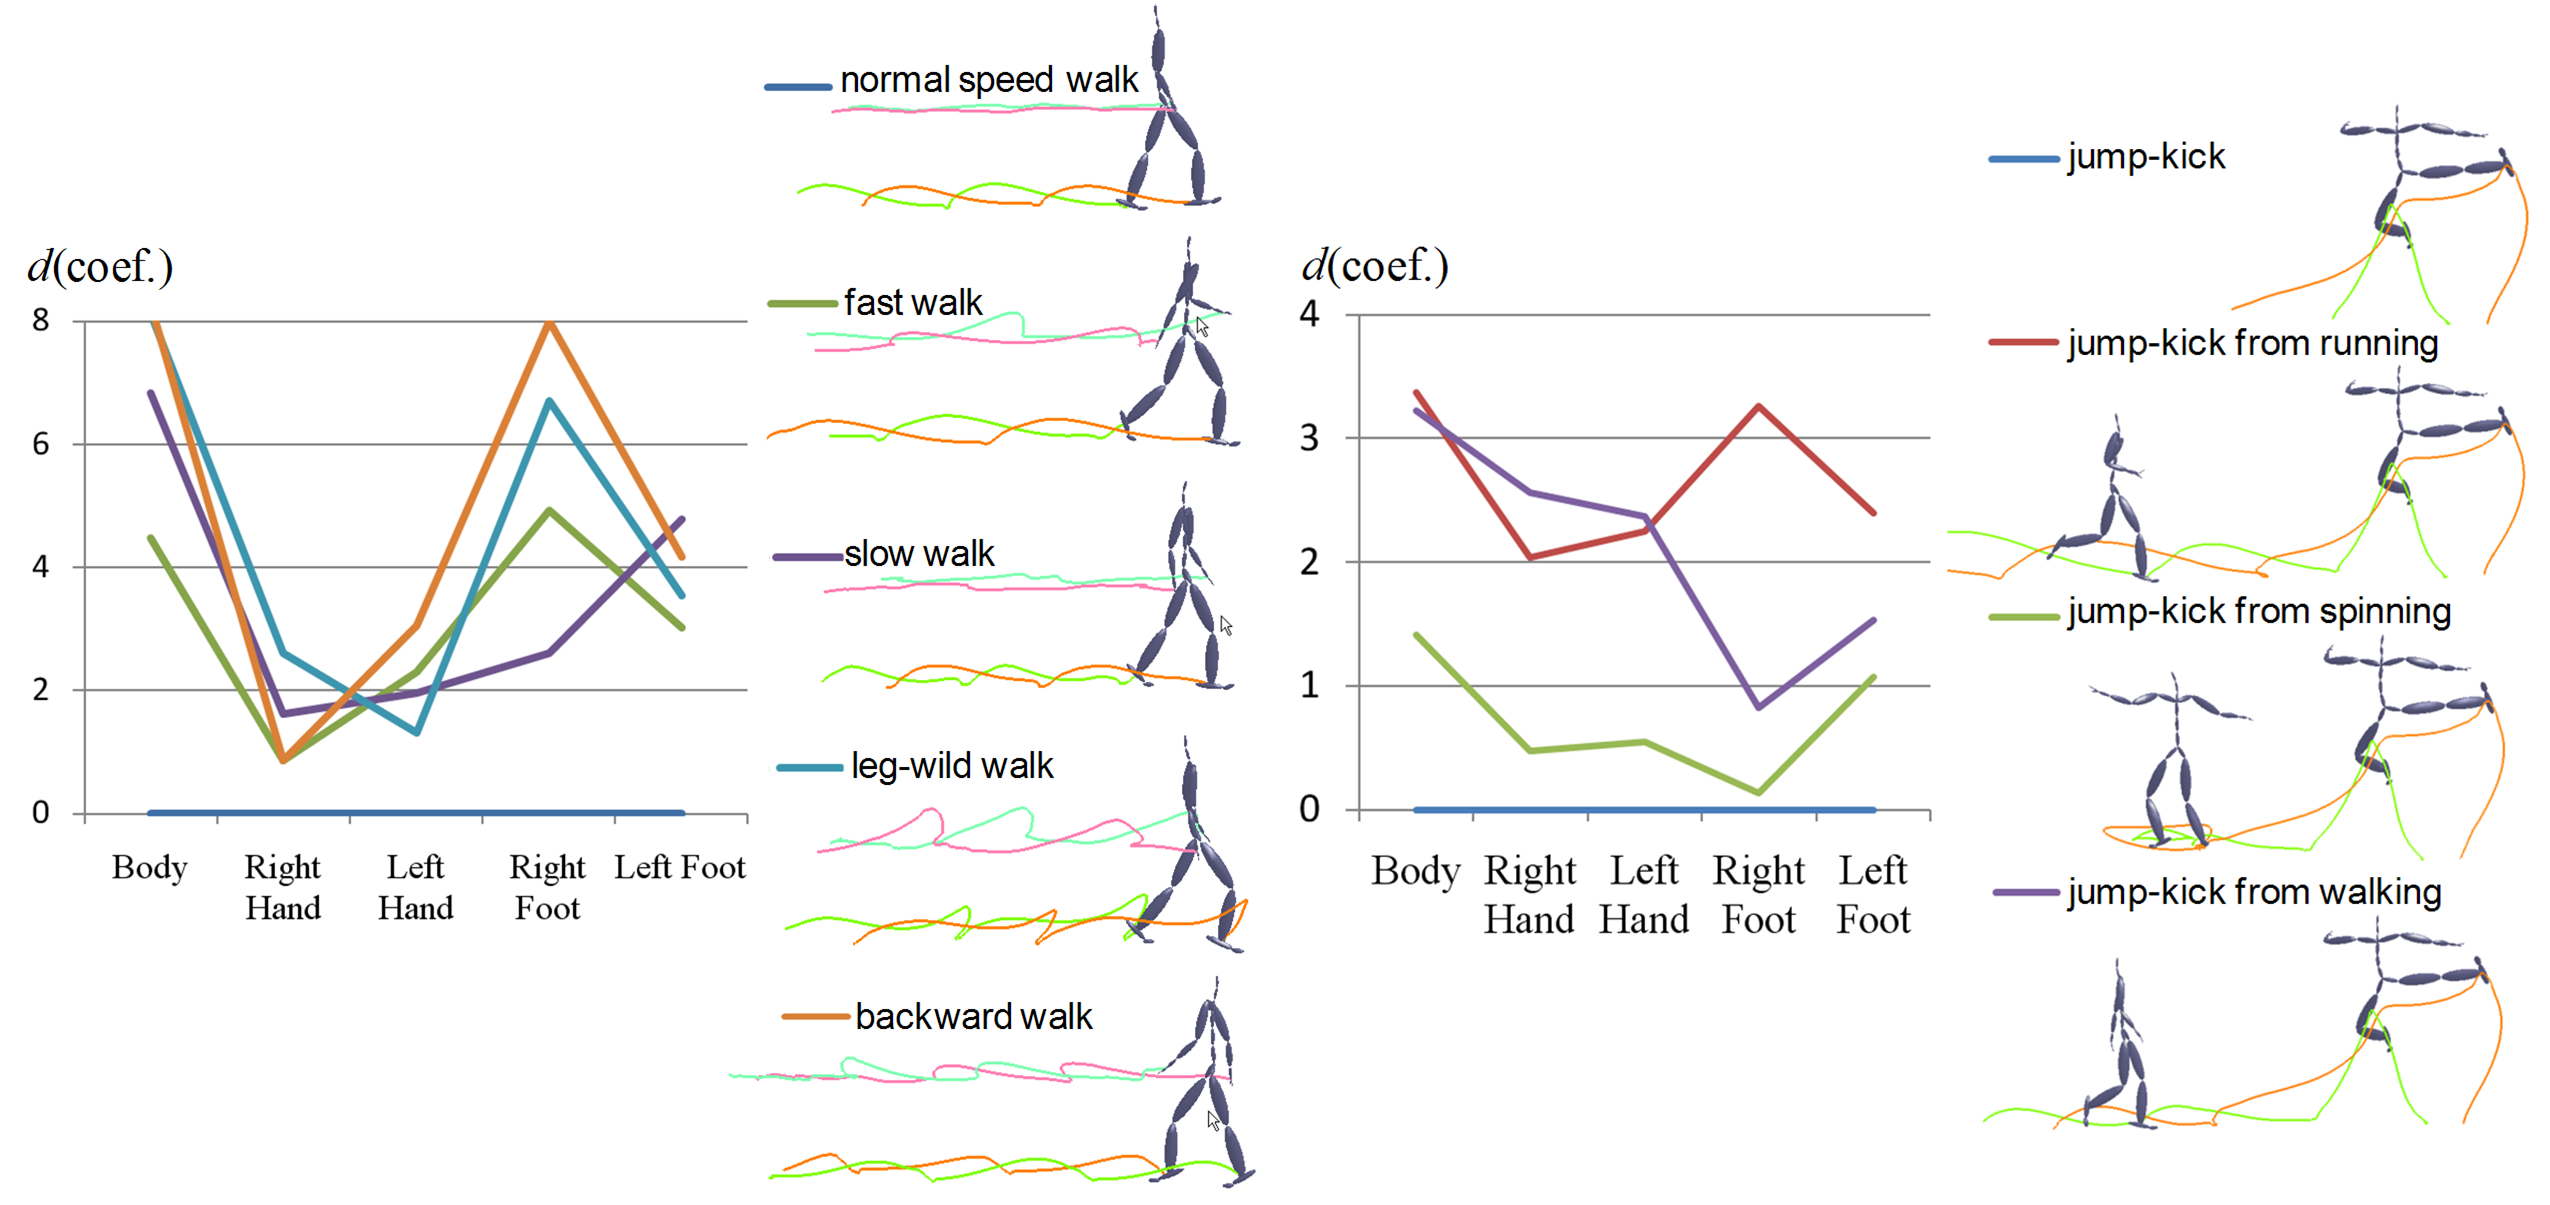 d(coef.)
8
6
4
2
0
Body
Right
Hand
Left
Hand
Right
Foot
Left Foot
normal speed walk
fast walk
slow walk
leg-wild walk
backward walk
d(coef.)
4
3
2
1
0
Body
Right
Hand
Left
Hand
Right
Foot
Left
Foot
jump-kick
jump-kick from running
jump-kick from spinning
jump-kick from walking